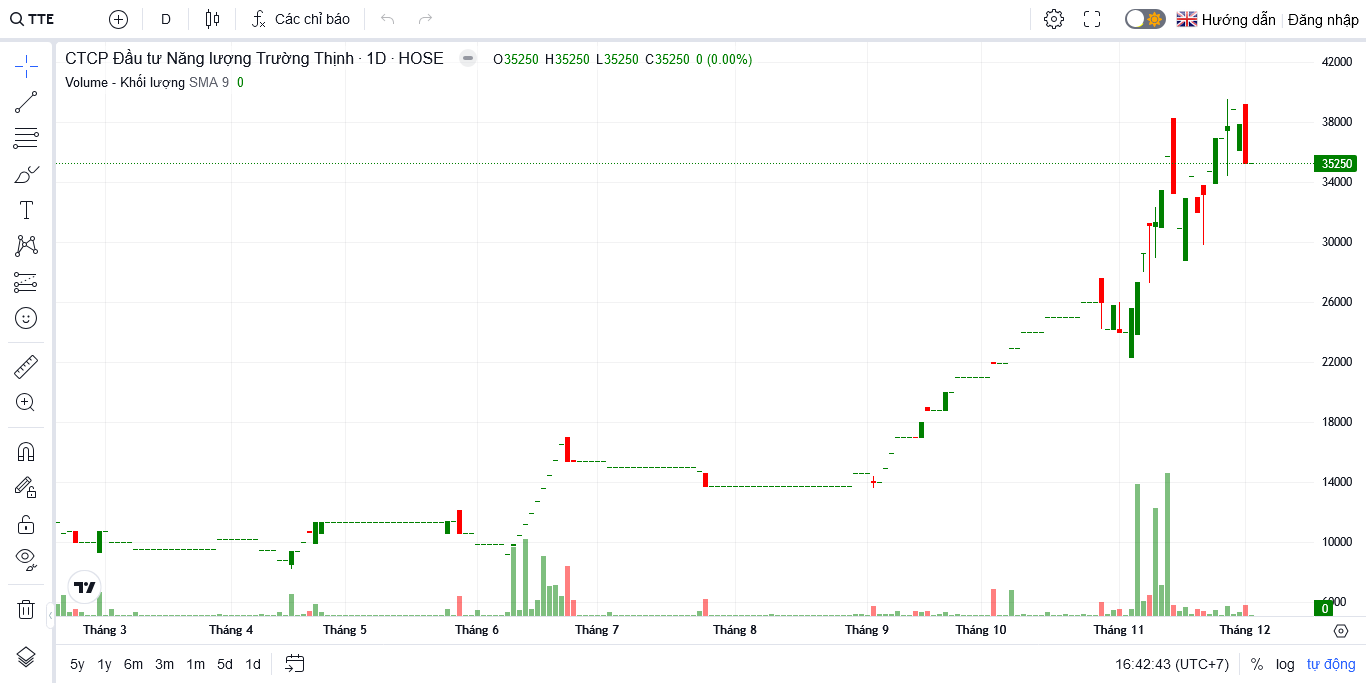 TTE D Các chỉ báo Hướng dẫn Đăng nhập
CTCP Đầu tư Năng lượng Trường Thịnh · 1D · HOSE O35250 H35250 L35250 C35250 0 (0.00%)
Volume - Khối lượng SMA 9 0
42000
38000
35250
34000
30000
26000
22000
18000
14000
10000
0
Tháng 3 Tháng 4 Tháng 5 Tháng 6 Tháng 7 Tháng 8 Tháng 9 Tháng 10 Tháng 11 Tháng 12
5y 1y 6m 3m 1m 5d 1d 16:42:43 (UTC+7) % log tự động